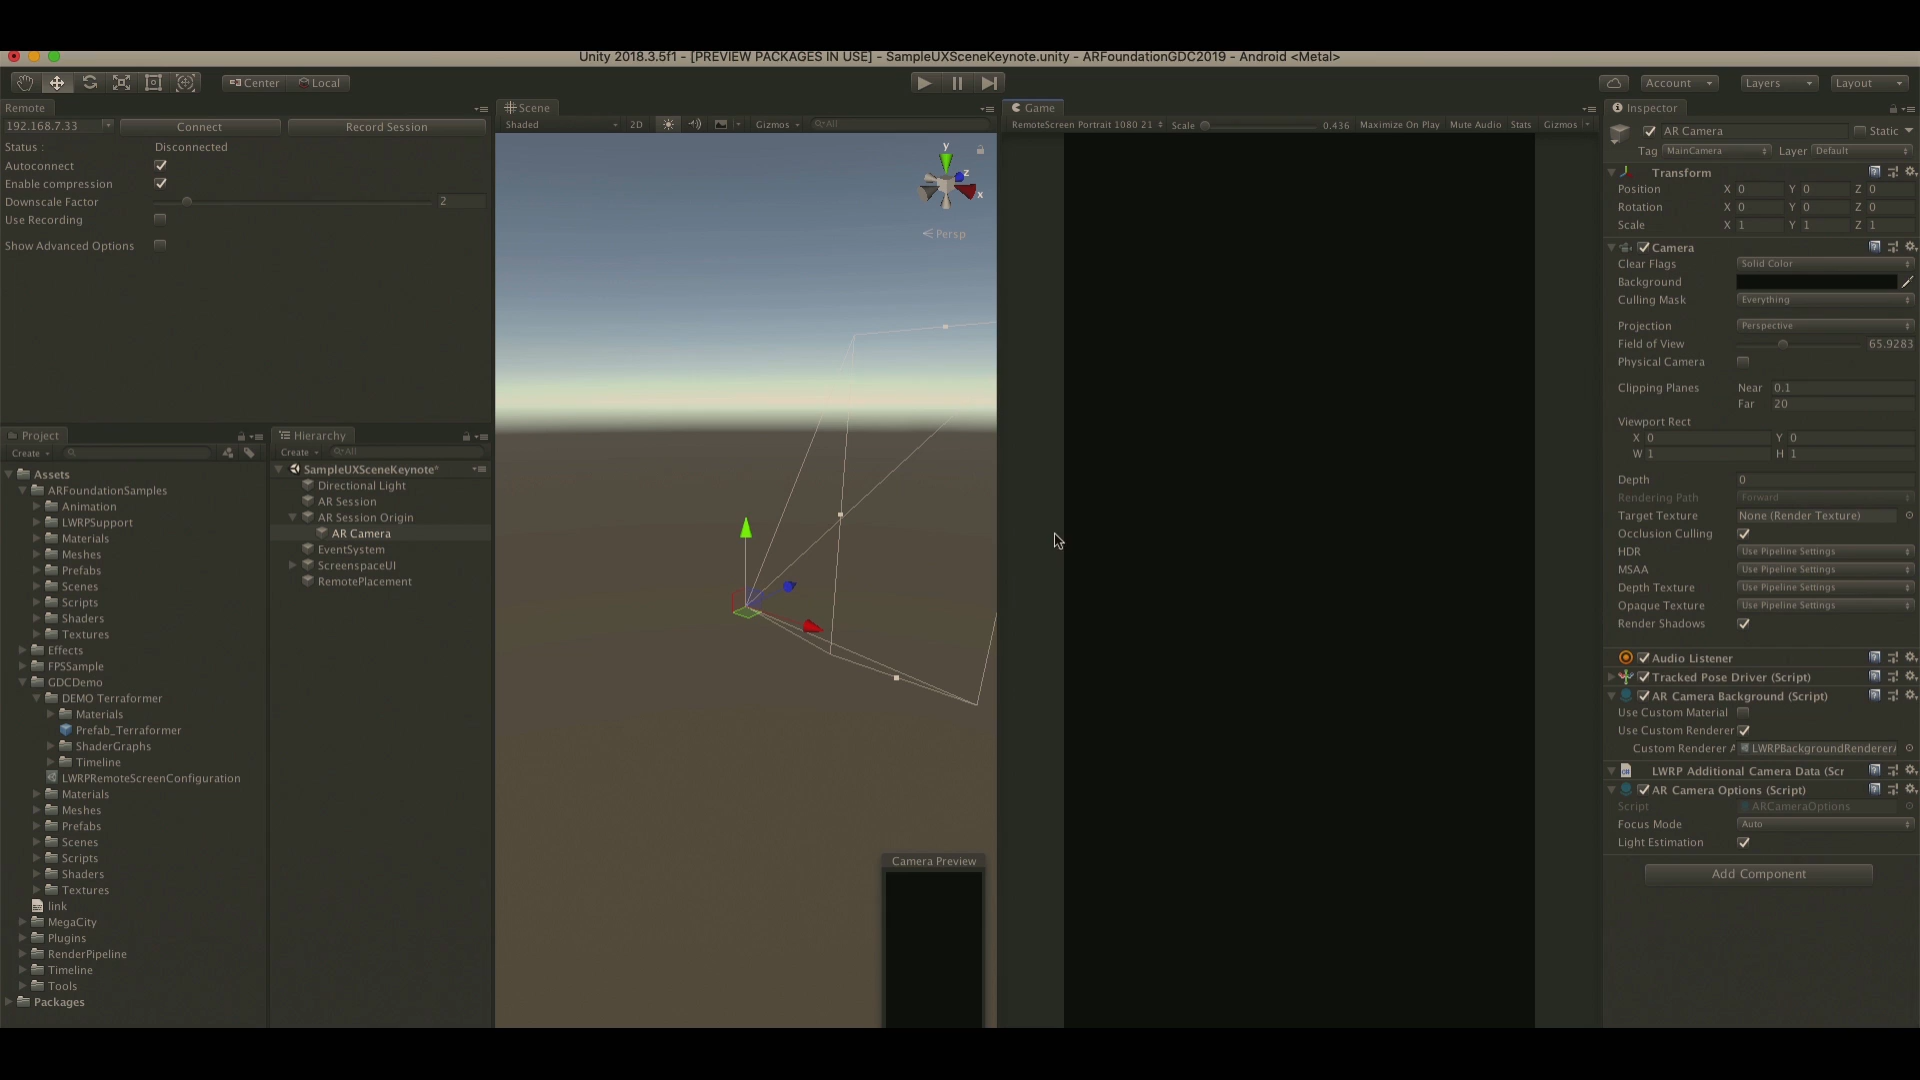 Unity 2018.3.5f1 - [PREVIEW PACKAGES IN USE] - SampleUXSceneKeynote.unity - ARFoundationGDC2019 - Android <Metal>
Center Local
Account Layers Layout
Remote
192.168.7.33 Connect Record Session
Status : Disconnected
Autoconnect
Enable compression
Downscale Factor 2
Use Recording
Show Advanced Options
Project
Create
Assets
ARFoundationSamples
Animation
LWRPSupport
Materials
Meshes
Prefabs
Scenes
Scripts
Shaders
Textures
Effects
FPSSample
GDCDemo
DEMO Terraformer
Materials
Prefab_Terraformer
ShaderGraphs
Timeline
LWRPRemoteScreenConfiguration
Materials
Meshes
Prefabs
Scenes
Scripts
Shaders
Textures
link
MegaCity
Plugins
RenderPipeline
Timeline
Tools
Packages
Hierarchy
Create All
SampleUXSceneKeynote*
Directional Light
AR Session
AR Session Origin
AR Camera
EventSystem
ScreenspaceUI
RemotePlacement
Scene
Shaded 2D Gizmos All
y
z
x
Persp
Camera Preview
Game
RemoteScreen Portrait 1080 21 Scale 0.436 Maximize On Play Mute Audio Stats Gizmos
Inspector
AR Camera Static
Tag MainCamera Layer Default
Transform
Position X 0 Y 0 Z 0
Rotation X 0 Y 0 Z 0
Scale X 1 Y 1 Z 1
Camera
Clear Flags Solid Color
Background
Culling Mask Everything
Projection Perspective
Field of View 65.9283
Physical Camera
Clipping Planes Near 0.1
Far 20
Viewport Rect
X 0 Y 0
W 1 H 1
Depth 0
Rendering Path Forward
Target Texture None (Render Texture)
Occlusion Culling
HDR Use Pipeline Settings
MSAA Use Pipeline Settings
Depth Texture Use Pipeline Settings
Opaque Texture Use Pipeline Settings
Render Shadows
Audio Listener
Tracked Pose Driver (Script)
AR Camera Background (Script)
Use Custom Material
Use Custom Renderer
Custom Renderer A LWRPBackgroundRendererA
LWRP Additional Camera Data (Scr
AR Camera Options (Script)
Script ARCameraOptions
Focus Mode Auto
Light Estimation
Add Component